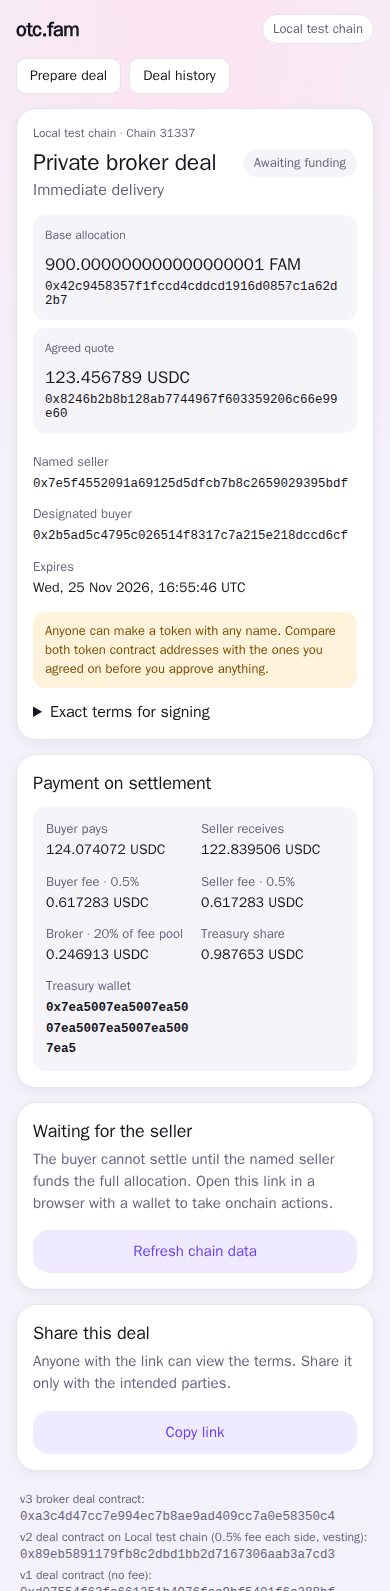 otc.fam
Local test chain
Prepare deal
Deal history
Local test chain · Chain 31337
Private broker deal
Awaiting funding
Immediate delivery
Base allocation
900.000000000000000001 FAM
0x42c9458357f1fccd4cddcd1916d0857c1a62d
2b7
Agreed quote
123.456789 USDC
0x8246b2b8b128ab7744967f603359206c66e99
e60
Named seller
0x7e5f4552091a69125d5dfcb7b8c2659029395bdf
Designated buyer
0x2b5ad5c4795c026514f8317c7a215e218dccd6cf
Expires
Wed, 25 Nov 2026, 16:55:46 UTC
Anyone can make a token with any name. Compare
both token contract addresses with the ones you
agreed on before you approve anything.
Exact terms for signing
Payment on settlement
Buyer pays
124.074072 USDC
Seller receives
122.839506 USDC
Buyer fee · 0.5%
0.617283 USDC
Seller fee · 0.5%
0.617283 USDC
Broker · 20% of fee pool
0.246913 USDC
Treasury share
0.987653 USDC
Treasury wallet
0x7ea5007ea5007ea50
07ea5007ea5007ea500
7ea5
Waiting for the seller
The buyer cannot settle until the named seller
funds the full allocation. Open this link in a
browser with a wallet to take onchain actions.
Refresh chain data
Share this deal
Anyone with the link can view the terms. Share it
only with the intended parties.
Copy link
v3 broker deal contract:
0xa3c4d47cc7e994ec7b8ae9ad409cc7a0e58350c4
v2 deal contract on Local test chain (0.5% fee each side, vesting):
0x89eb5891179fb8c2dbd1bb2d7167306aab3a7cd3
v1 deal contract (no fee):